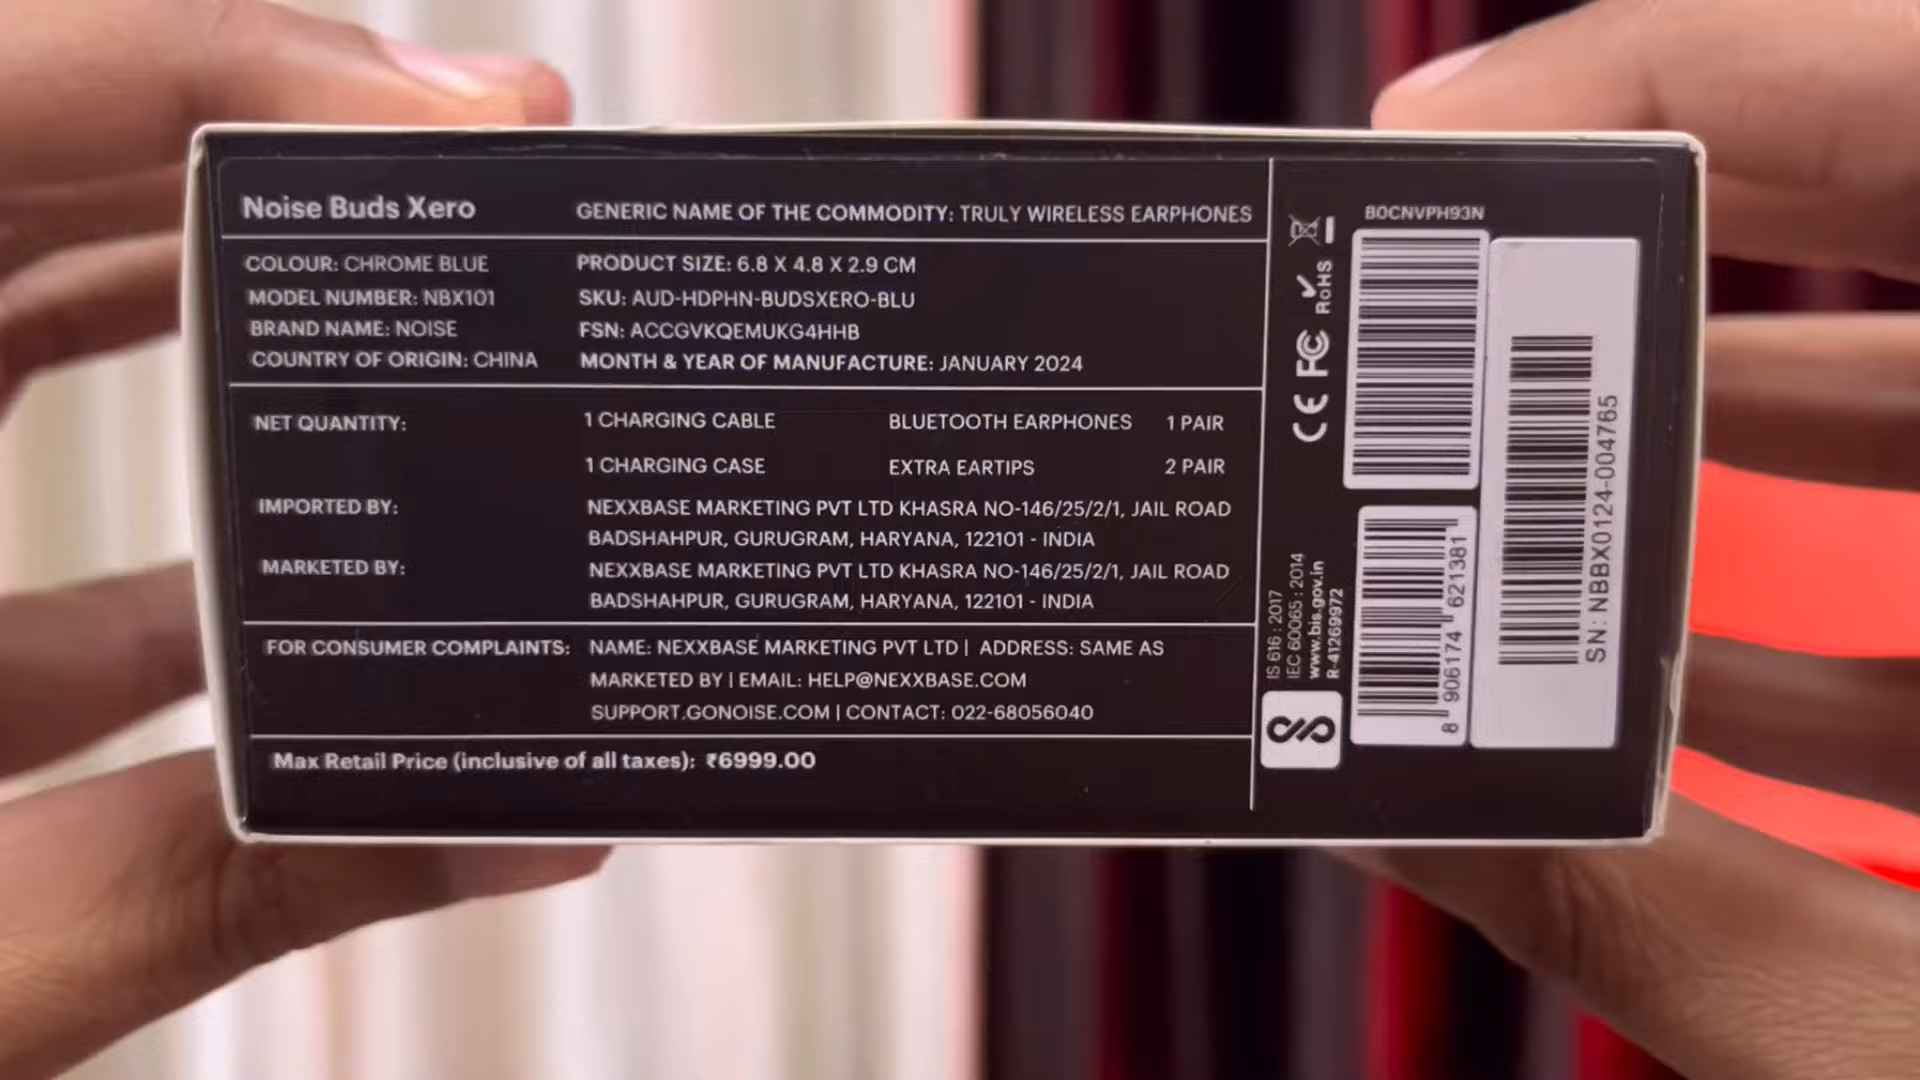 Noise Buds Xero
GENERIC NAME OF THE COMMODITY: TRULY WIRELESS EARPHONES
COLOUR: CHROME BLUE
MODEL NUMBER: NBX101
BRAND NAME: NOISE
COUNTRY OF ORIGIN: CHINA
PRODUCT SIZE: 6.8 X 4.8 X 2.9 CM
SKU: AUD-HDPHN-BUDSXERO-BLU
FSN: ACCGVKQEMUKG4HHB
MONTH & YEAR OF MANUFACTURE: JANUARY 2024
NET QUANTITY:
1 CHARGING CABLE
BLUETOOTH EARPHONES 1 PAIR
1 CHARGING CASE
EXTRA EARTIPS 2 PAIR
IMPORTED BY:
NEXXBASE MARKETING PVT LTD KHASRA NO-146/25/2/1, JAIL ROAD
BADSHAHPUR, GURUGRAM, HARYANA, 122101 - INDIA
MARKETED BY:
NEXXBASE MARKETING PVT LTD KHASRA NO-146/25/2/1, JAIL ROAD
BADSHAHPUR, GURUGRAM, HARYANA, 122101 - INDIA
FOR CONSUMER COMPLAINTS:
NAME: NEXXBASE MARKETING PVT LTD | ADDRESS: SAME AS
MARKETED BY | EMAIL: HELP@NEXXBASE.COM
SUPPORT.GONOISE.COM | CONTACT: 022-68056040
Max Retail Price (inclusive of all taxes): ₹6999.00
RoHS
FC
CE
IS 616 : 2017
IEC 60065 : 2014
www.bis.gov.in
R-41269972
B0CNVPH93N
8 906174 621381
SN: NBBX0124-004765